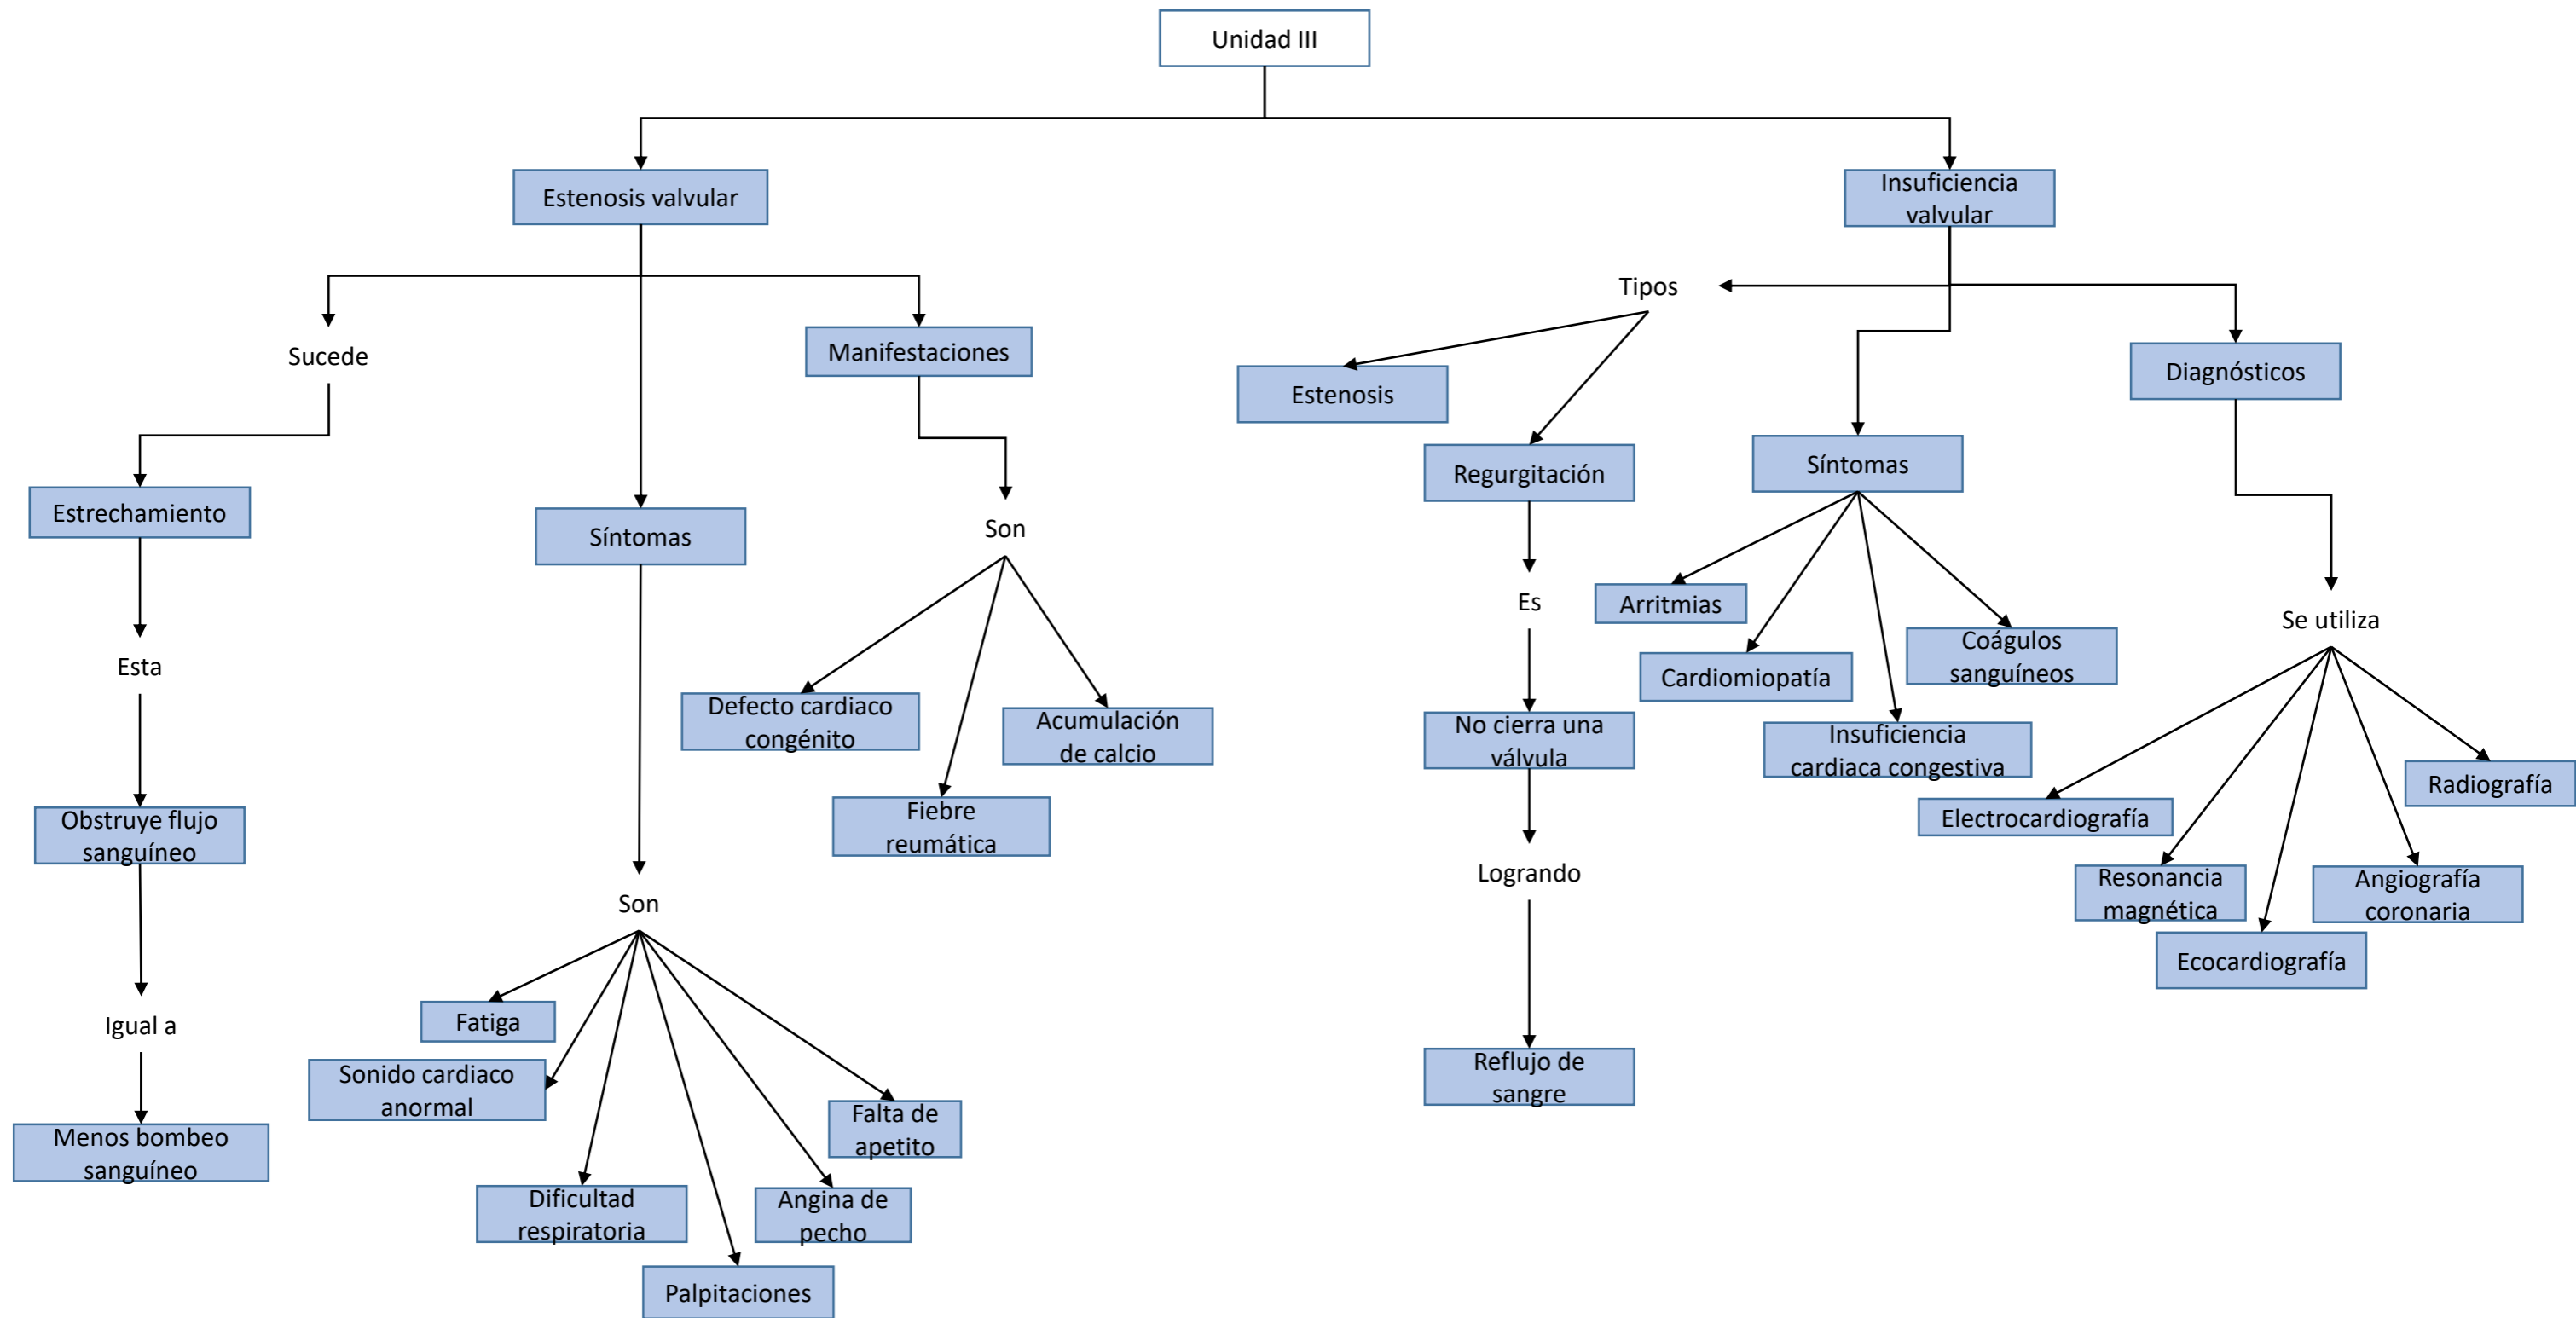 Unidad III
Estenosis valvular
Insuficiencia
valvular
Sucede
Manifestaciones
Tipos
Estenosis
Diagnósticos
Estrechamiento
Síntomas
Son
Regurgitación
Síntomas
Esta
Defecto cardiaco
congénito
Acumulación
de calcio
Fiebre
reumática
Es
Arritmias
Cardiomiopatía
Coágulos
sanguíneos
Insuficiencia
cardiaca congestiva
Se utiliza
Obstruye flujo
sanguíneo
No cierra una
válvula
Radiografía
Electrocardiografía
Resonancia
magnética
Angiografía
coronaria
Ecocardiografía
Son
Logrando
Igual a
Fatiga
Sonido cardiaco
anormal
Falta de
apetito
Reflujo de
sangre
Menos bombeo
sanguíneo
Dificultad
respiratoria
Angina de
pecho
Palpitaciones